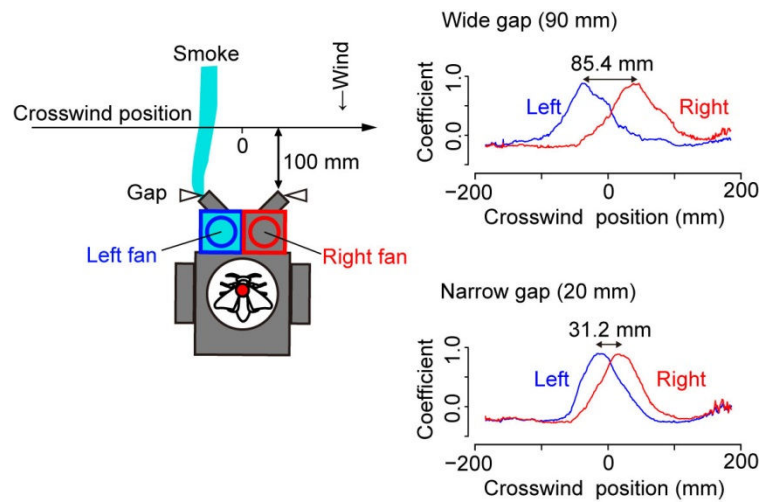 Smoke
←Wind
Crosswind position
0
100 mm
Gap
Left fan
Right fan
Wide gap (90 mm)
85.4 mm
Left
Right
Coefficient
1.0
0.0
−200
0
200
Crosswind position (mm)
Narrow gap (20 mm)
31.2 mm
Left
Right
Coefficient
1.0
0.0
−200
0
200
Crosswind position (mm)